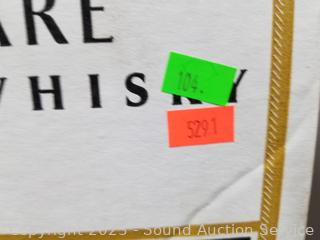 ARE
WHISKY
104.
5291
Copyright 2023 - Sound Auction Service